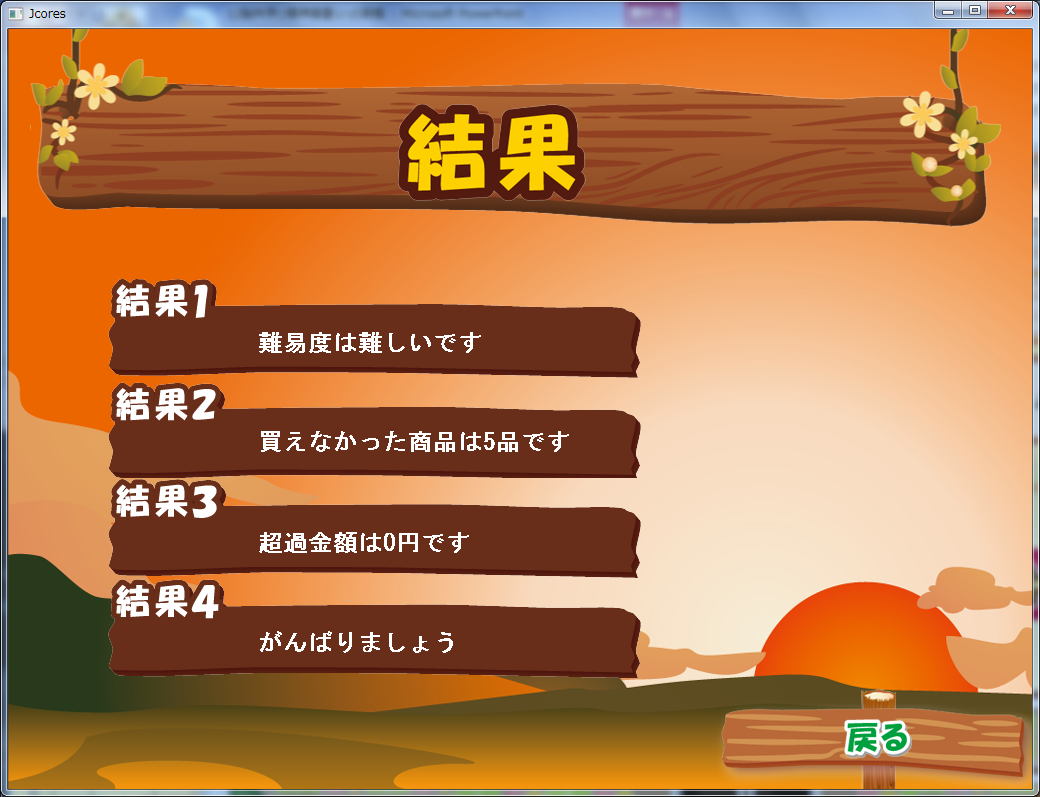 Jcores
結果
結果1
難易度は難しいです
結果2
買えなかった商品は5品です
結果3
超過金額は0円です
結果4
がんばりましょう
戻る